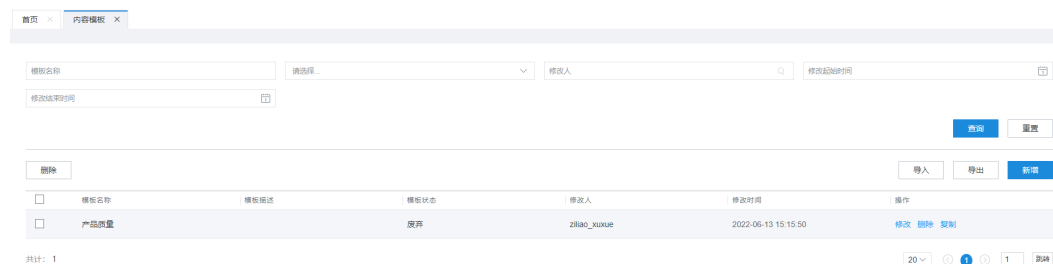 首页 内容模板
模板名称 请选择... 修改人 修改起始时间
修改结束时间
查询 重置
删除 导入 导出 新增
模板名称 模板描述 模板状态 修改人 修改时间 操作
产品质量 废弃 ziliao_xuxue 2022-06-13 15:15:50 修改 删除 复制
共计: 1 20 1 1 跳转